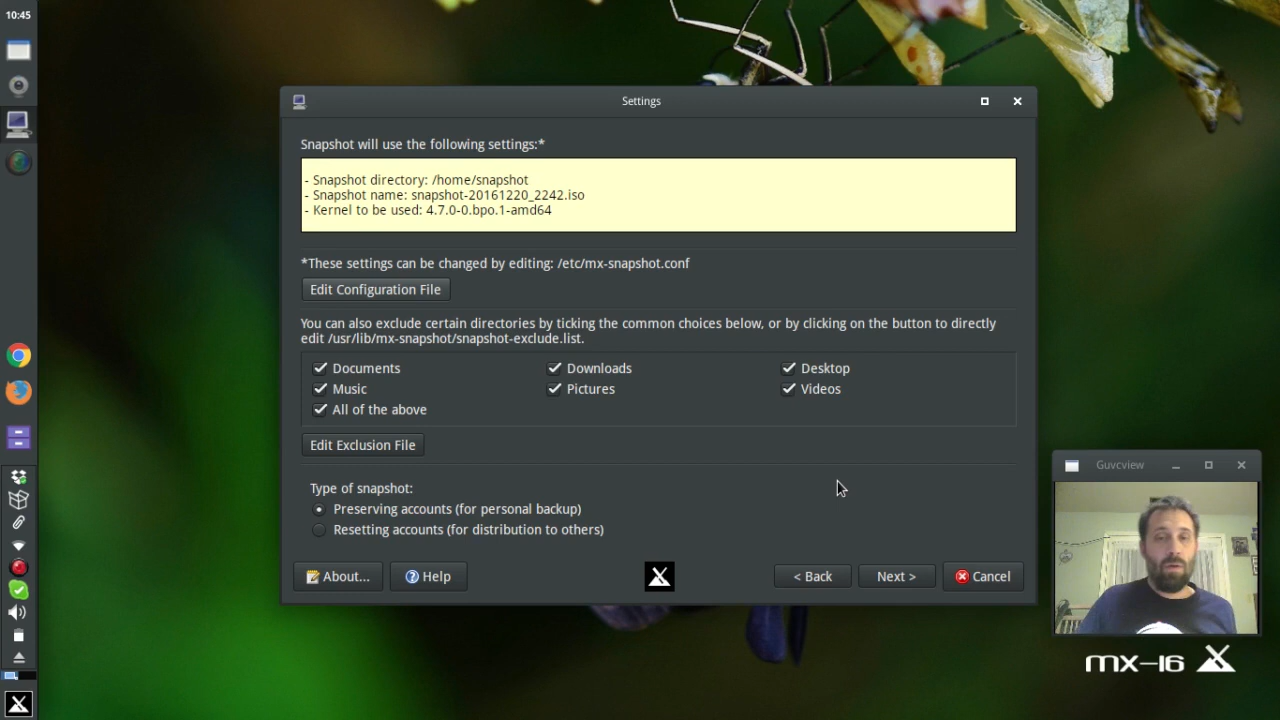 10:45
Settings
Snapshot will use the following settings:*
- Snapshot directory: /home/snapshot
- Snapshot name: snapshot-20161220_2242.iso
- Kernel to be used: 4.7.0-0.bpo.1-amd64
*These settings can be changed by editing: /etc/mx-snapshot.conf
Edit Configuration File
You can also exclude certain directories by ticking the common choices below, or by clicking on the button to directly
edit /usr/lib/mx-snapshot/snapshot-exclude.list.
Documents Downloads Desktop
Music Pictures Videos
All of the above
Edit Exclusion File
Guvcview
Type of snapshot:
Preserving accounts (for personal backup)
Resetting accounts (for distribution to others)
About... Help < Back Next > Cancel
mx-16